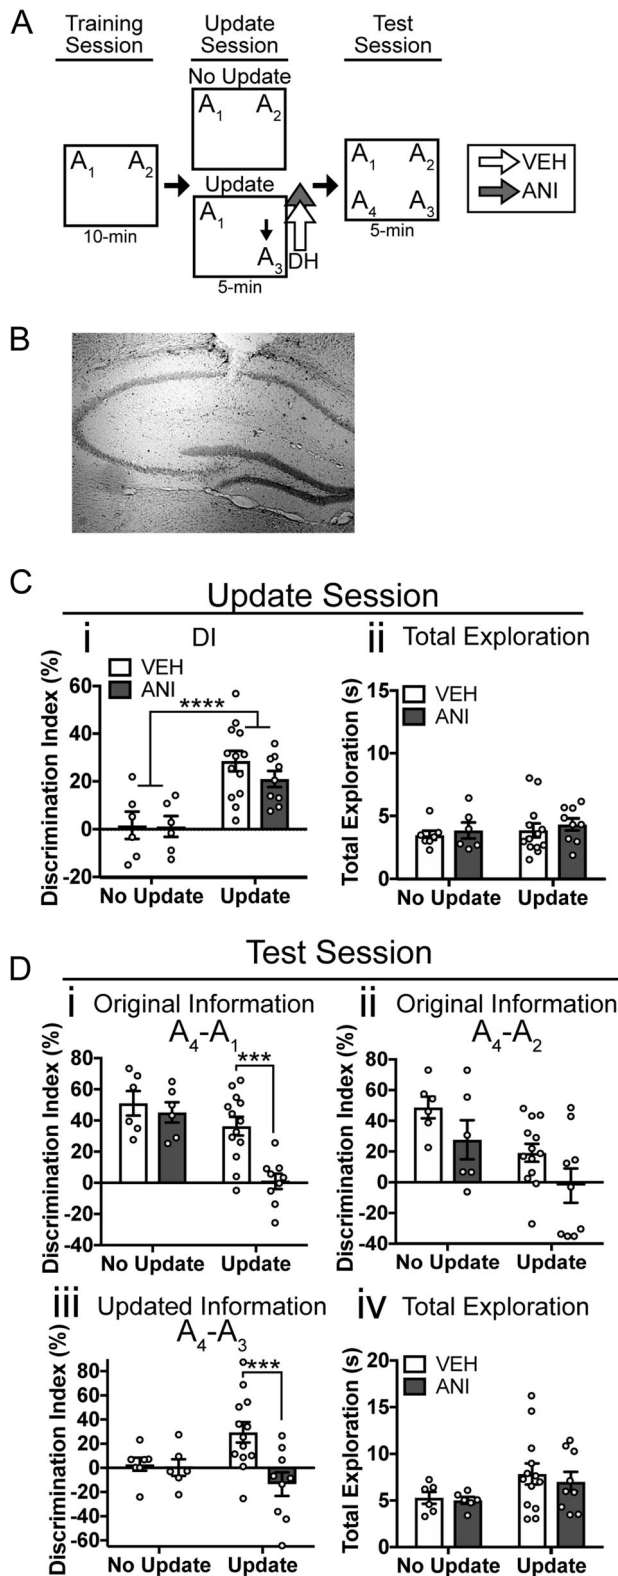 A
Training Session
Update Session
Test Session
No Update
A1 A2
A1 A2
Update
A1
A3
10-min
5-min
DH
A1 A2
A4 A3
5-min
VEH
ANI
B
C
Update Session
i DI
VEH
ANI
****
Discrimination Index (%)
60
40
20
0
-20
No Update Update
ii Total Exploration
VEH
ANI
Total Exploration (s)
15
10
5
0
No Update Update
D
Test Session
i Original Information
A4-A1
***
Discrimination Index (%)
80
60
40
20
0
-20
-40
No Update Update
ii Original Information
A4-A2
Discrimination Index (%)
80
60
40
20
0
-20
-40
No Update Update
iii Updated Information
A4-A3
***
Discrimination Index (%)
80
60
40
20
0
-20
-40
-60
No Update Update
iv Total Exploration
VEH
ANI
Total Exploration (s)
20
15
10
5
0
No Update Update